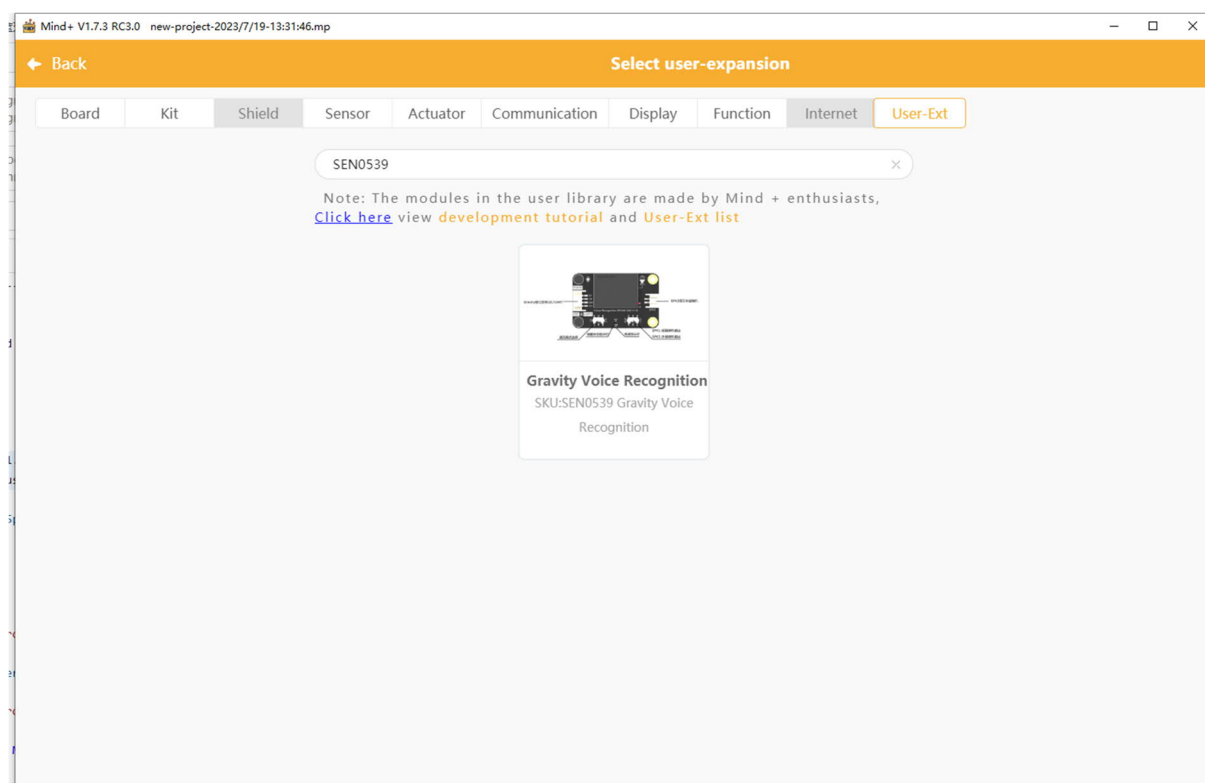 Mind+ V1.7.3 RC3.0 new-project-2023/7/19-13:31:46.mp
Back
Select user-expansion
Board Kit Shield Sensor Actuator Communication Display Function Internet User-Ext
SEN0539
Note: The modules in the user library are made by Mind + enthusiasts,
Click here view development tutorial and User-Ext list
Gravity Voice Recognition
SKU:SEN0539 Gravity Voice
Recognition